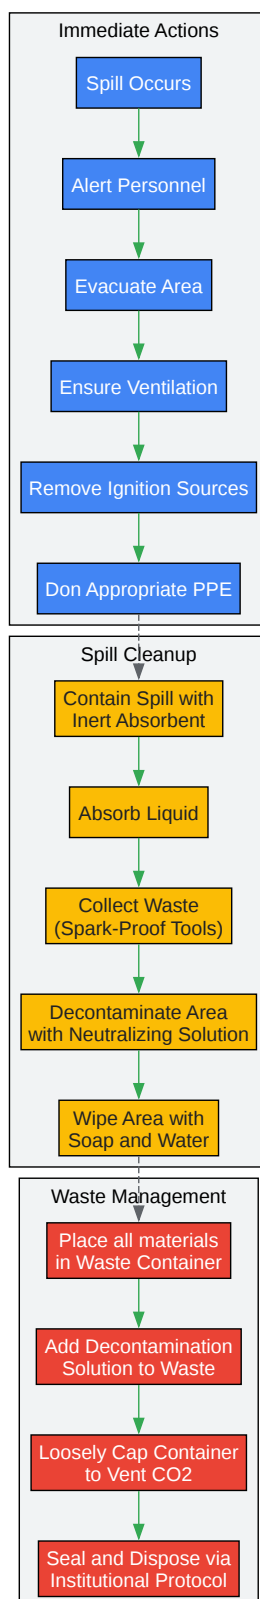 Immediate Actions
Spill Occurs
Alert Personnel
Evacuate Area
Ensure Ventilation
Remove Ignition Sources
Don Appropriate PPE
Spill Cleanup
Contain Spill with
Inert Absorbent
Absorb Liquid
Collect Waste
(Spark-Proof Tools)
Decontaminate Area
with Neutralizing Solution
Wipe Area with
Soap and Water
Waste Management
Place all materials
in Waste Container
Add Decontamination
Solution to Waste
Loosely Cap Container
to Vent CO2
Seal and Dispose via
Institutional Protocol